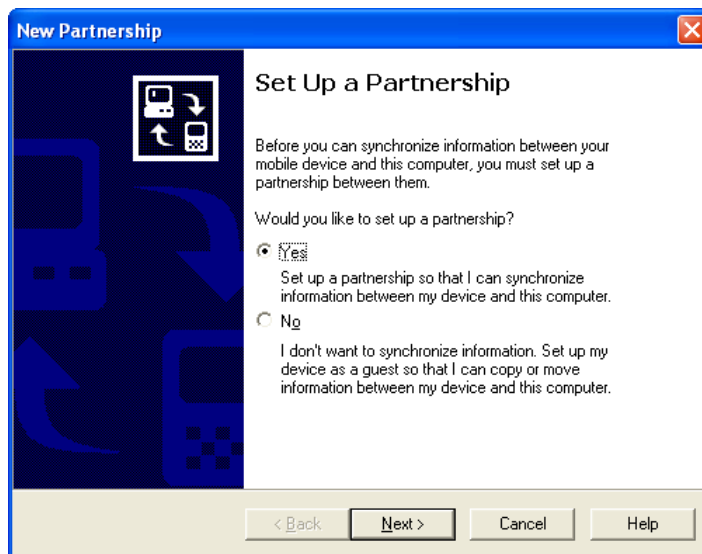 New Partnership
Set Up a Partnership
Before you can synchronize information between your
mobile device and this computer, you must set up a
partnership between them.
Would you like to set up a partnership?
Yes
Set up a partnership so that I can synchronize
information between my device and this computer.
No
I don't want to synchronize information. Set up my
device as a guest so that I can copy or move
information between my device and this computer.
< Back
Next >
Cancel
Help